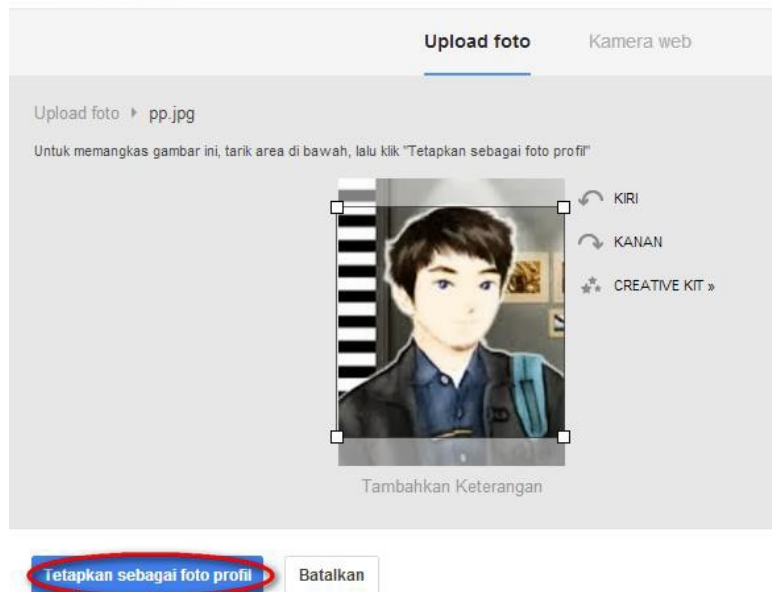 Upload foto Kamera web
Upload foto pp.jpg
Untuk memangkas gambar ini, tarik area di bawah, lalu klik "Tetapkan sebagai foto profil"
KIRI
KANAN
CREATIVE KIT »
Tambahkan Keterangan
Tetapkan sebagai foto profil Batalkan